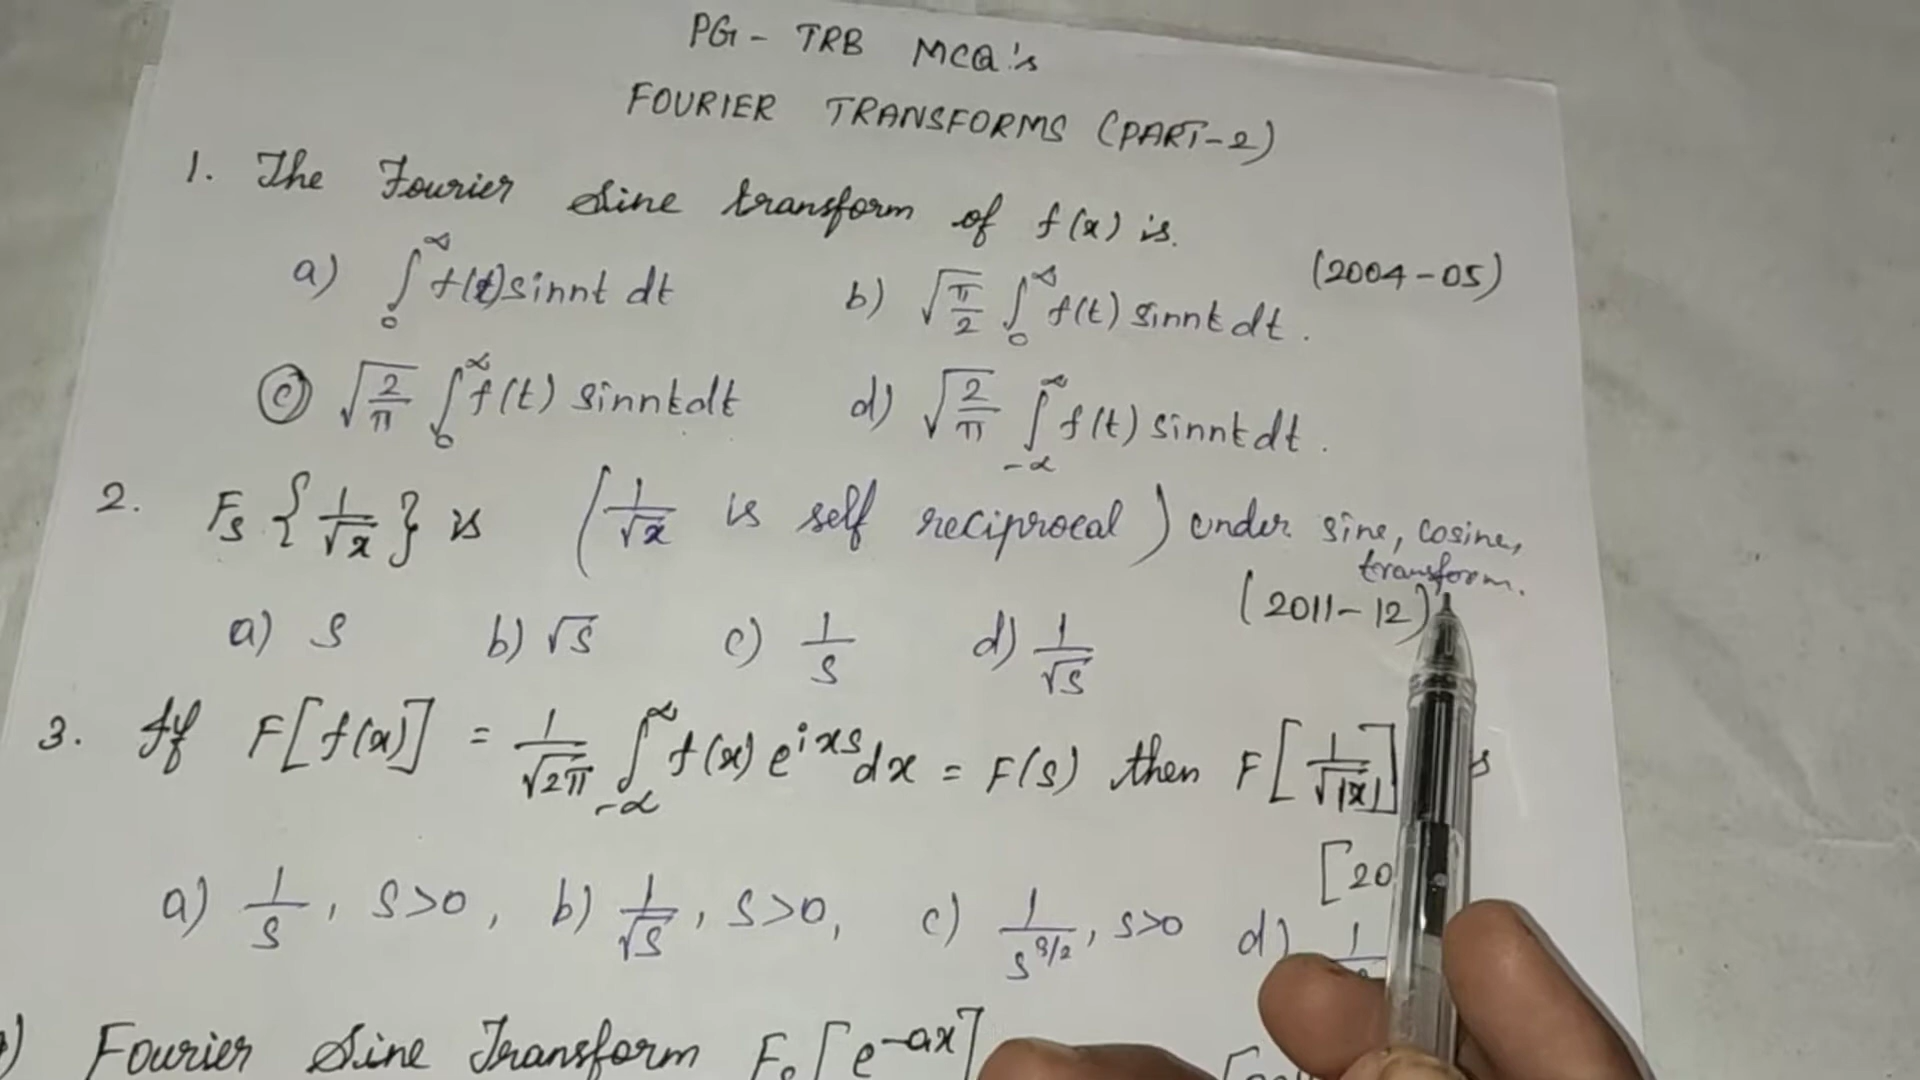 PG - TRB MCQ's
FOURIER TRANSFORMS (PART-2)
1. The Fourier Sine transform of f(x) is.
(2004-05)
a) ∫₀^∞ f(t) sinnt dt b) √(π/2) ∫₀^∞ f(t) sinnt dt.
c) √(2/π) ∫₀^∞ f(t) sinnt dt d) √(2/π) ∫_{-∞}^∞ f(t) sinnt dt.
2. Fs {1/√x} is (1/√x is self reciprocal) under sine, cosine,
transform.
(2011-12)
a) s b) √s c) 1/s d) 1/√s
3. If F[f(x)] = 1/√2π ∫_{-∞}^∞ f(x) e^{ixs} dx = F(s) then F[1/√|x|]
[20
a) 1/s, s>0, b) 1/√s, s>0, c) 1/s^{3/2}, s>0 d)
) Fourier Sine Transform Fs[e^{-ax}]